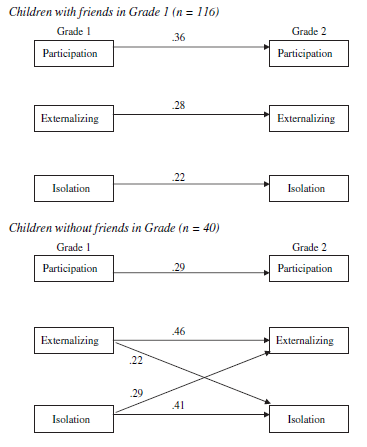 Children with friends in Grade 1 (n = 116)
Grade 1 Grade 2
.36
Participation Participation
.28
Externalizing Externalizing
.22
Isolation Isolation
Children without friends in Grade (n = 40)
Grade 1 Grade 2
Participation .29 Participation
.46
Externalizing Externalizing
.22
.29
.41
Isolation Isolation